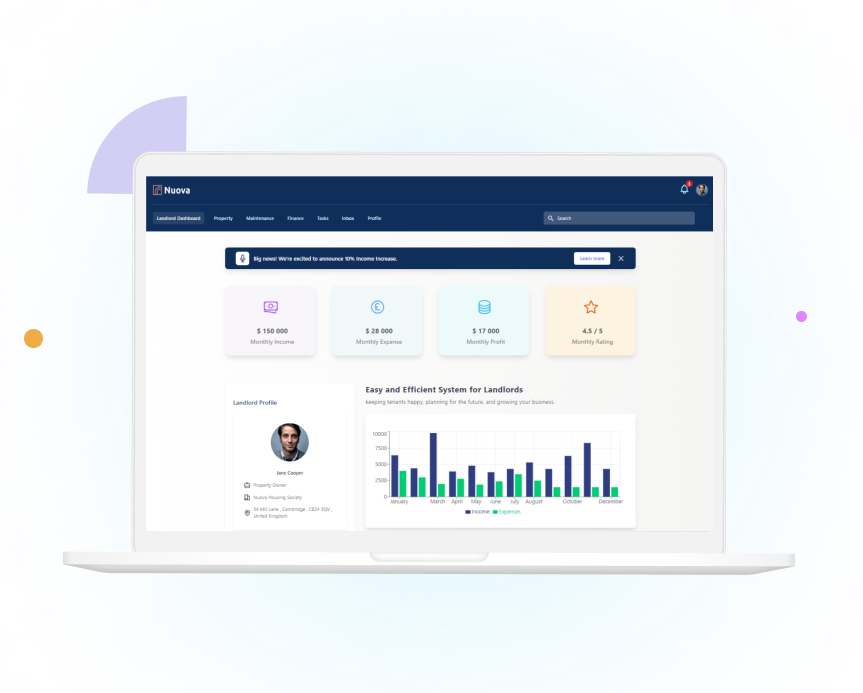 Nuova
3
Landlord Dashboard
Property
Maintenance
Finance
Tasks
Inbox
Profile
Search
Big news! We're excited to announce 10% Income Increase.
Learn more
£
$ 150 000
Monthly Income
$ 28 000
Monthly Expense
$ 17 000
Monthly Profit
4.5 / 5
Monthly Rating
Landlord Profile
Jane Cooper
Property Owner
Nuova Housing Society
54 Mill Lane , Cambridge , CB24 5QV ,
United Kingdom
Easy and Efficient System for Landlords
keeping tenants happy, planning for the future, and growing your business.
10000
7500
5000
2500
0
January
March
April
May
June
July
August
October
December
Income
Expenses